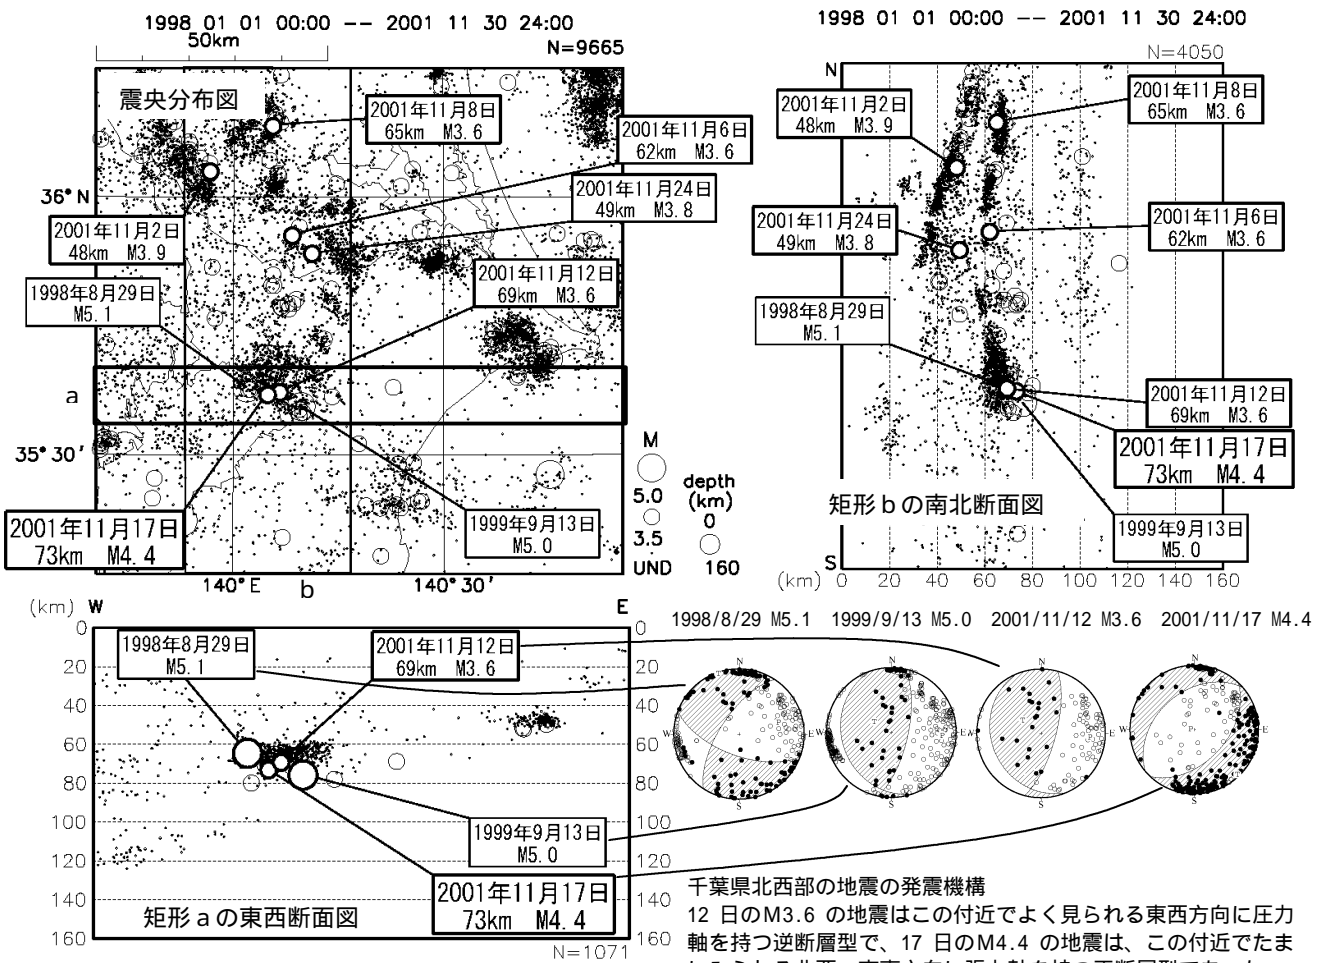 1998 01 01 00:00 -- 2001 11 30 24:00
50km
N=9665
震央分布図
2001年11月8日
65km M3.6
2001年11月6日
62km M3.6
36°N
2001年11月24日
49km M3.8
2001年11月2日
48km M3.9
2001年11月12日
69km M3.6
1998年8月29日
M5.1
a
35°30′
M
5.0
3.5
UND
depth
(km)
0
160
2001年11月17日
73km M4.4
1999年9月13日
M5.0
140°E
b
140°30′
1998 01 01 00:00 -- 2001 11 30 24:00
N=4050
N
2001年11月2日
48km M3.9
2001年11月8日
65km M3.6
2001年11月24日
49km M3.8
2001年11月6日
62km M3.6
1998年8月29日
M5.1
2001年11月12日
69km M3.6
2001年11月17日
73km M4.4
矩形bの南北断面図
1999年9月13日
M5.0
S
(km) 0 20 40 60 80 100 120 140 160
(km) W E
0 0
20 20
40 40
60 60
80 80
100 100
120 120
140 140
160 160
1998年8月29日
M5.1
2001年11月12日
69km M3.6
1999年9月13日
M5.0
2001年11月17日
73km M4.4
矩形aの東西断面図
N=1071
1998/8/29 M5.1 1999/9/13 M5.0 2001/11/12 M3.6 2001/11/17 M4.4
N N N N
W E W E W E W E
S S S S
千葉県北西部の地震の発震機構
12 日のM3.6 の地震はこの付近でよく見られる東西方向に圧力
軸を持つ逆断層型で、17 日のM4.4 の地震は、この付近でたま